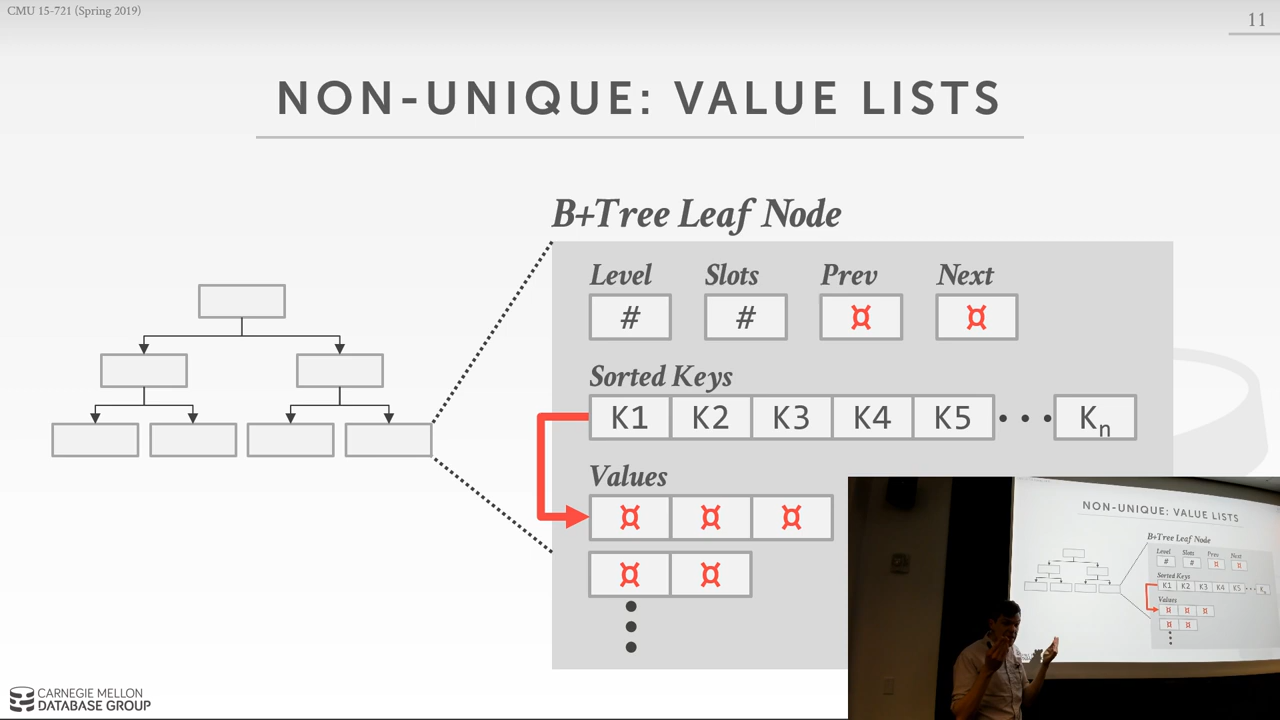 CMU 15-721 (Spring 2019)
11
NON-UNIQUE: VALUE LISTS
B+Tree Leaf Node
Level Slots Prev Next
# # ¤ ¤
Sorted Keys
K1 K2 K3 K4 K5 • • • Kn
Values
¤ ¤ ¤
¤ ¤
CARNEGIE MELLON
DATABASE GROUP
NON-UNIQUE: VALUE LISTS
B+Tree Leaf Node
Level Slots Prev Next
# # ¤ ¤
Sorted Keys
K1 K2 K3 K4 K5 • • • Kn
Values
¤ ¤ ¤
¤ ¤